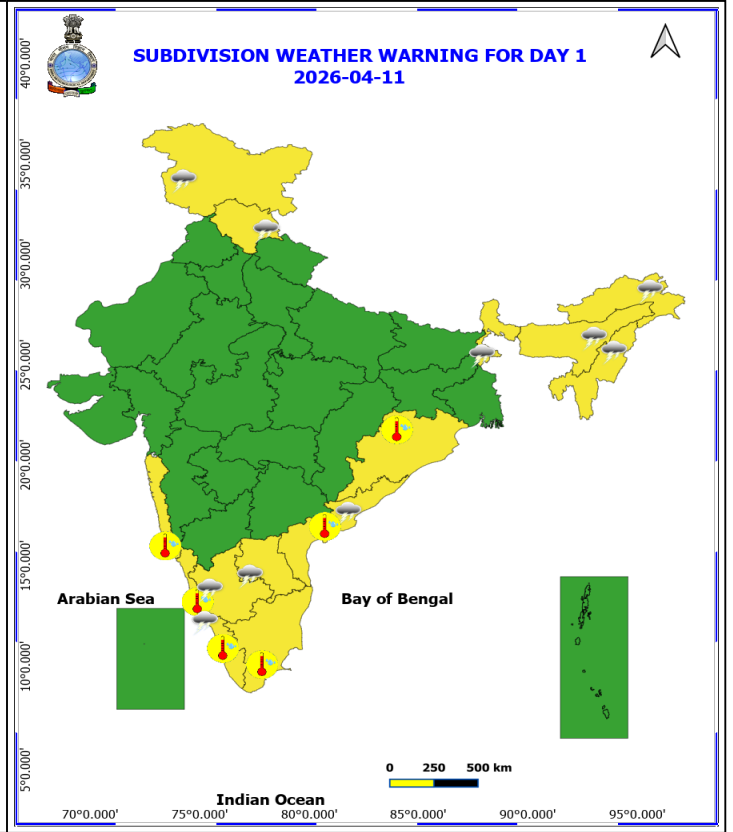 SUBDIVISION WEATHER WARNING FOR DAY 1
2026-04-11
40°0.000'
35°0.000'
30°0.000'
25°0.000'
20°0.000'
15°0.000'
10°0.000'
5°0.000'
Arabian Sea
Bay of Bengal
0 250 500 km
Indian Ocean
70°0.000' 75°0.000' 80°0.000' 85°0.000' 90°0.000' 95°0.000'